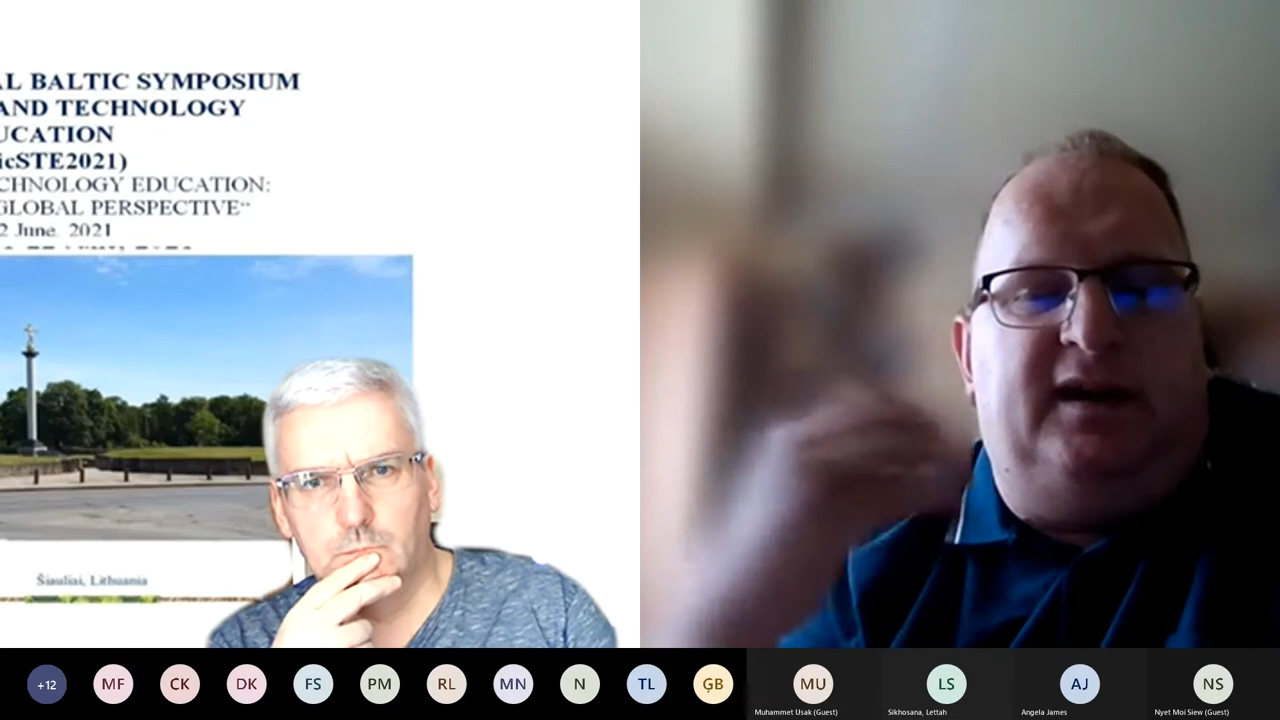 AL BALTIC SYMPOSIUM
AND TECHNOLOGY
UCATION
icSTE2021)
CHNOLOGY EDUCATION:
GLOBAL PERSPECTIVE“
2 June, 2021
Šiauliai, Lithuania
+12
MF
CK
DK
FS
PM
RL
MN
N
TL
ĢB
MU
LS
AJ
NS
Muhammet Usak (Guest)
Sikhosana, Lettah
Angela James
Nyet Moi Siew (Guest)